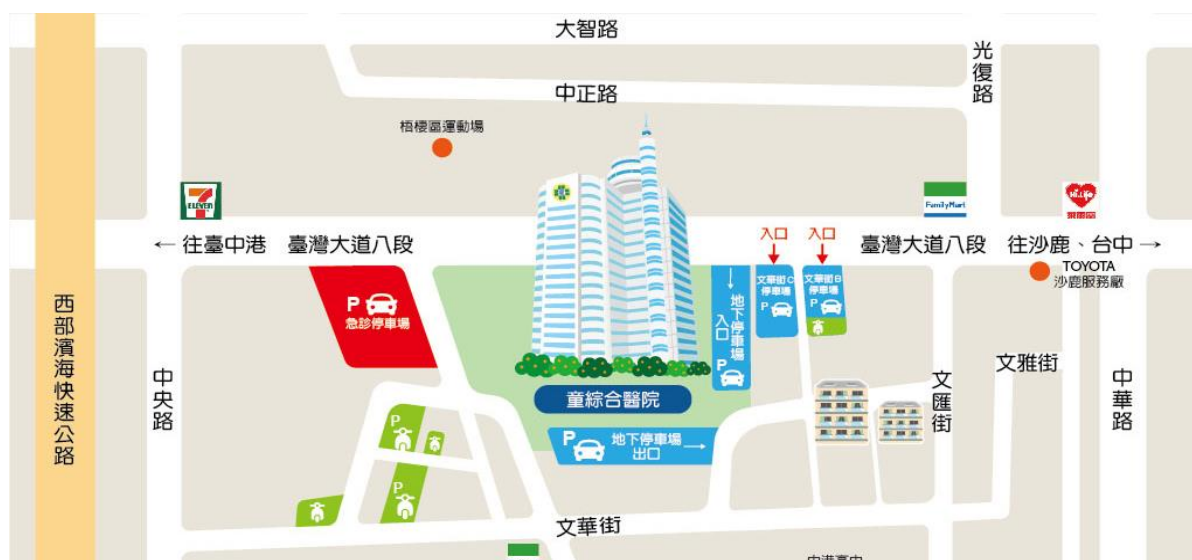 大智路
光復路
中正路
梧棲區運動場
7
ELEVEN
FamilyMart
Hi-Life
萊爾富
← 往臺中港
臺灣大道八段
入口
入口
臺灣大道八段
往沙鹿、台中 →
TOYOTA
沙鹿服務廠
P
急診停車場
地下停車場
入口
P
文華街C
停車場
P
文華街B
停車場
P
西部濱海快速公路
中央路
文雅街
中華路
文匯街
童綜合醫院
P
P
地下停車場
出口
P
文華街